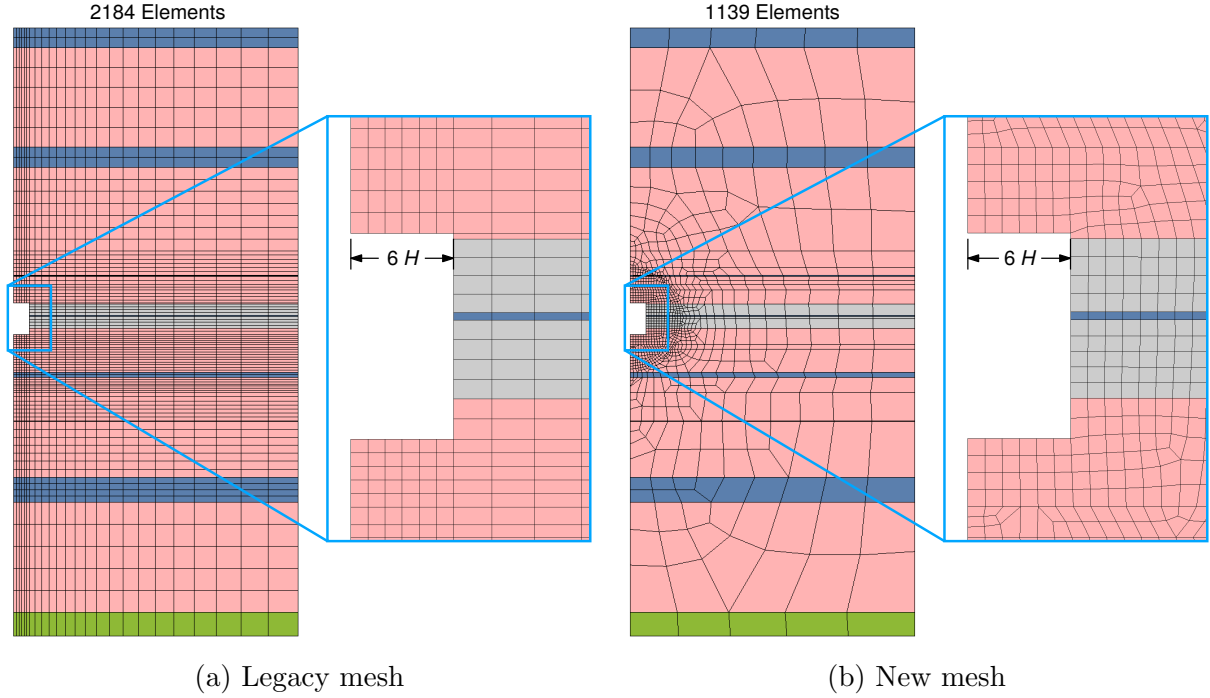 2184 Elements
1139 Elements
6 H
6 H
(a) Legacy mesh
(b) New mesh